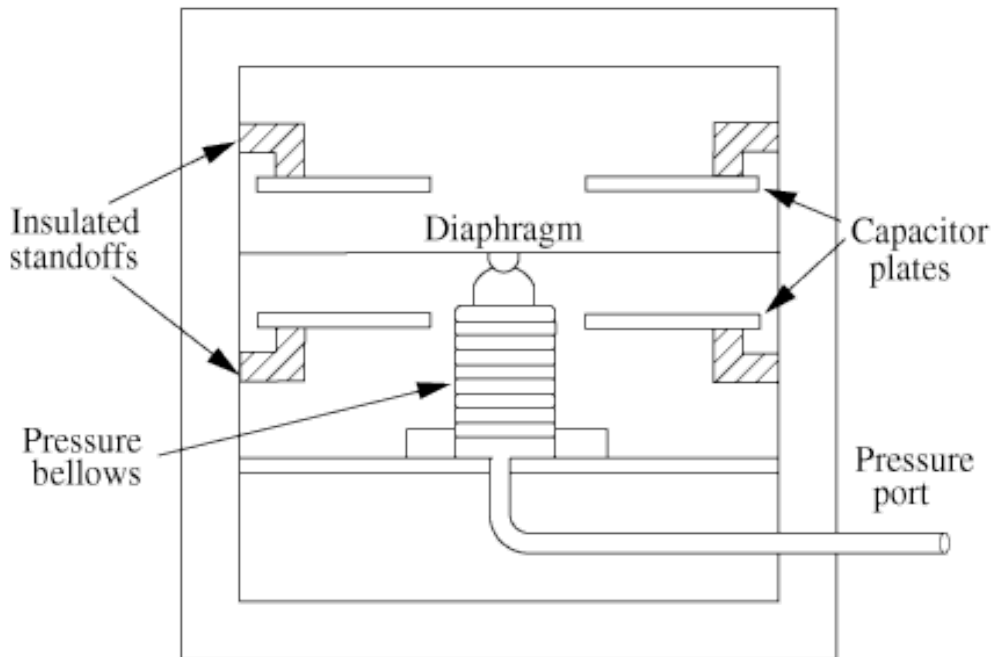 Insulated
standoffs
Diaphragm
Capacitor
plates
Pressure
bellows
Pressure
port